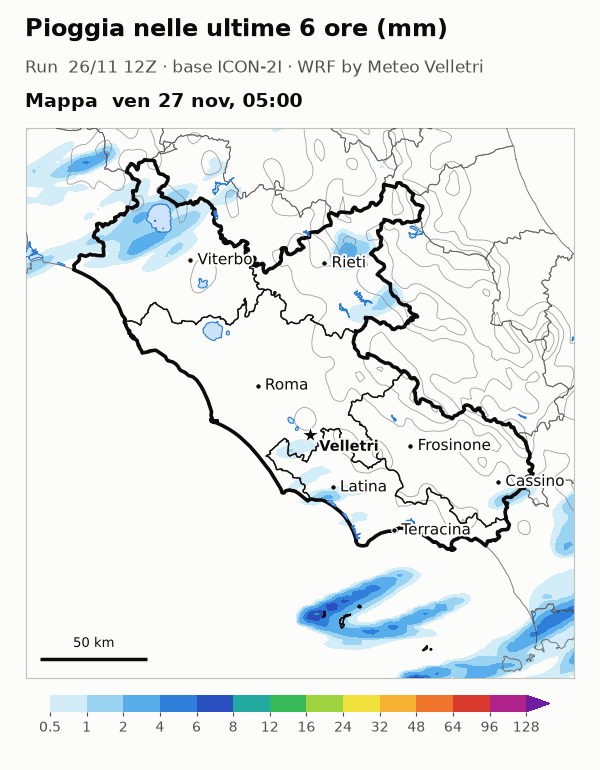 Pioggia nelle ultime 6 ore (mm)
Run 26/11 12Z · base ICON-2I · WRF by Meteo Velletri
Mappa ven 27 nov, 05:00
Viterbo
Rieti
Roma
Velletri
Frosinone
Latina
Cassino
Terracina
50 km
0.5 1 2 4 6 8 12 16 24 32 48 64 96 128